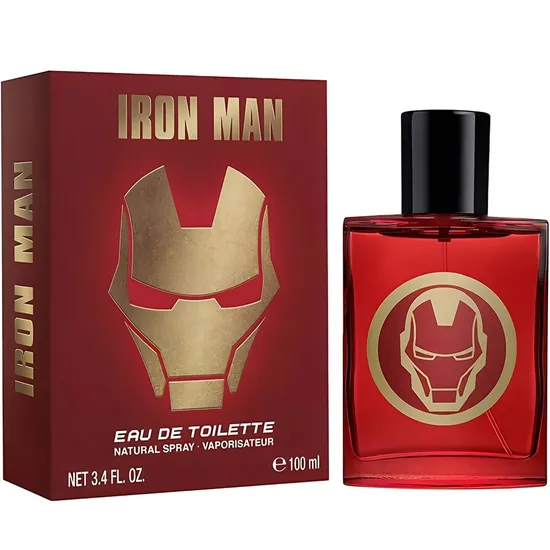 IRON MAN
IRON MAN
EAU DE TOILETTE
NATURAL SPRAY · VAPORISATEUR
NET 3.4 FL. OZ.
℮ 100 ml